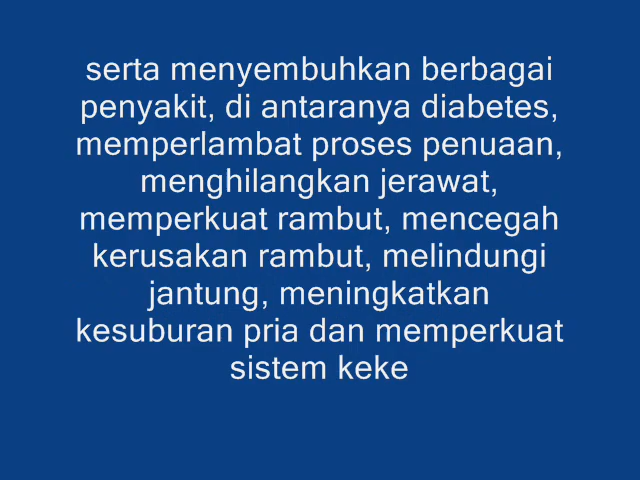 serta menyembuhkan berbagai
penyakit, di antaranya diabetes,
memperlambat proses penuaan,
menghilangkan jerawat,
memperkuat rambut, mencegah
kerusakan rambut, melindungi
jantung, meningkatkan
kesuburan pria dan memperkuat
sistem keke